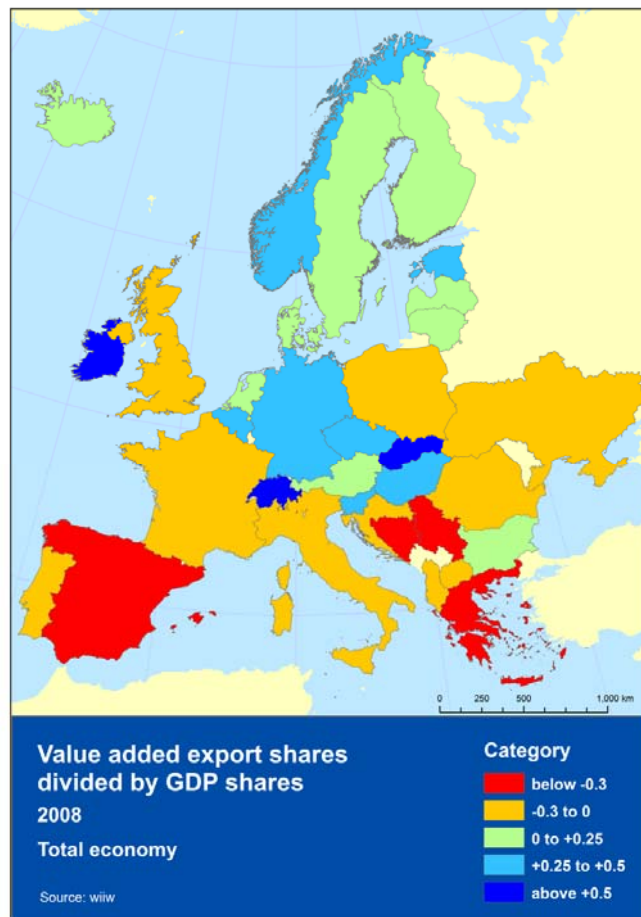 0 250 500 1,000 km
Value added export shares
divided by GDP shares
2008
Total economy
Source: wiiw
Category
below -0.3
-0.3 to 0
0 to +0.25
+0.25 to +0.5
above +0.5